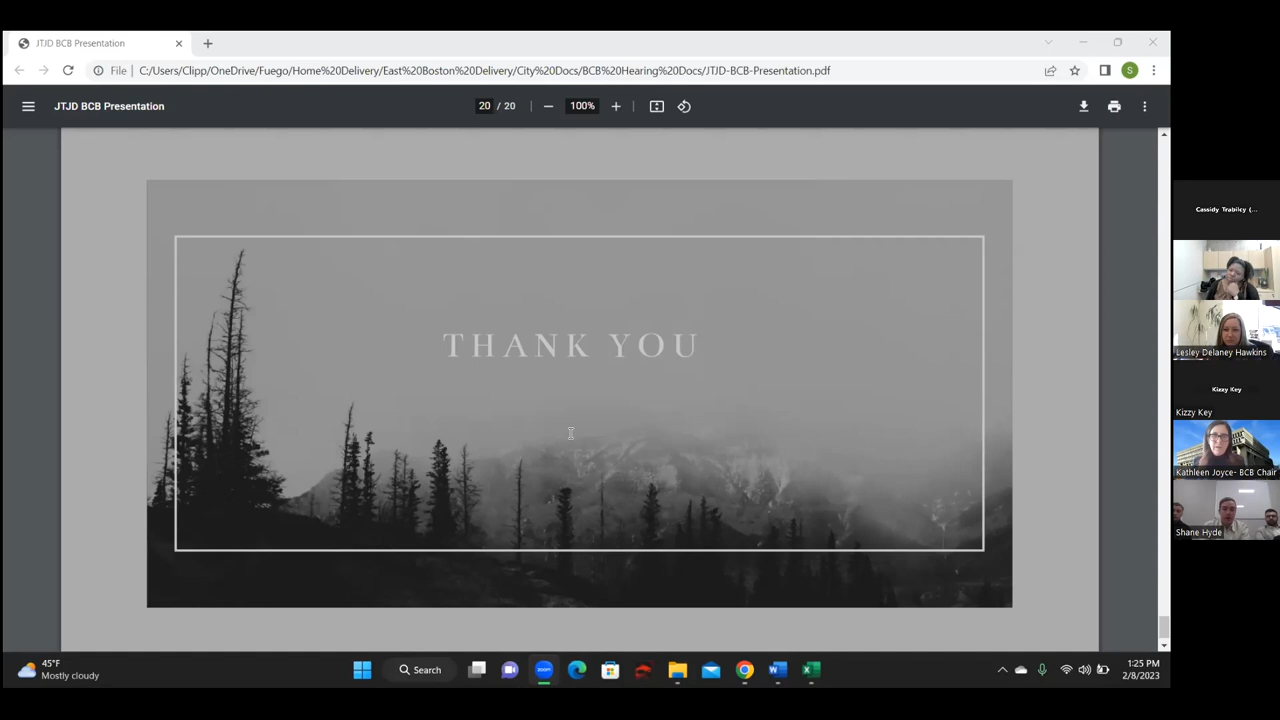 JTJD BCB Presentation
File
C:/Users/Clipp/OneDrive/Fuego/Home%20Delivery/East%20Boston%20Delivery/City%20Docs/BCB%20Hearing%20Docs/JTJD-BCB-Presentation.pdf
S
JTJD BCB Presentation
20 / 20
100%
THANK YOU
Cassidy Trabilcy (...
Lesley Delaney Hawkins
Kizzy Key
Kizzy Key
Kathleen Joyce- BCB Chair
Shane Hyde
45°F
Mostly cloudy
Search
zoom
1:25 PM
2/8/2023